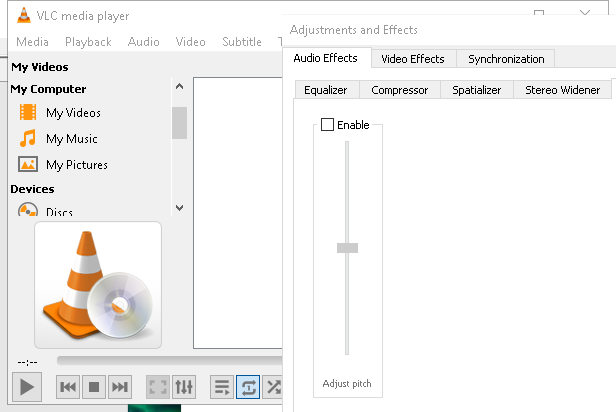 VLC media player
Media Playback Audio Video Subtitle
My Videos
My Computer
My Videos
My Music
My Pictures
Devices
Discs
--:--
Adjustments and Effects
Audio Effects Video Effects Synchronization
Equalizer Compressor Spatializer Stereo Widener
Enable
Adjust pitch